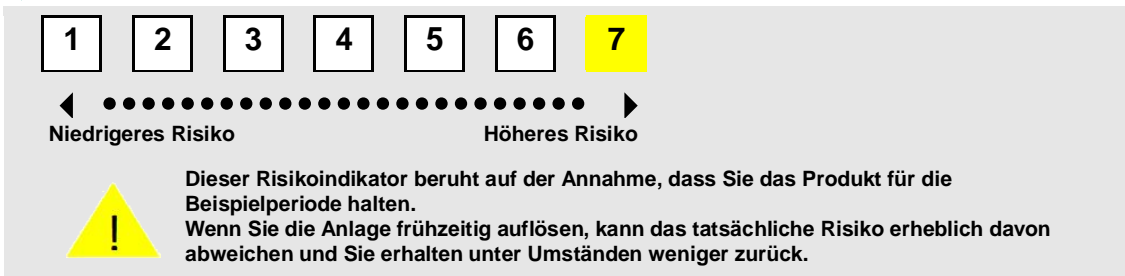 1 2 3 4 5 6 7
Niedrigeres Risiko Höheres Risiko
Dieser Risikoindikator beruht auf der Annahme, dass Sie das Produkt für die
Beispielperiode halten.
Wenn Sie die Anlage frühzeitig auflösen, kann das tatsächliche Risiko erheblich davon
abweichen und Sie erhalten unter Umständen weniger zurück.
!